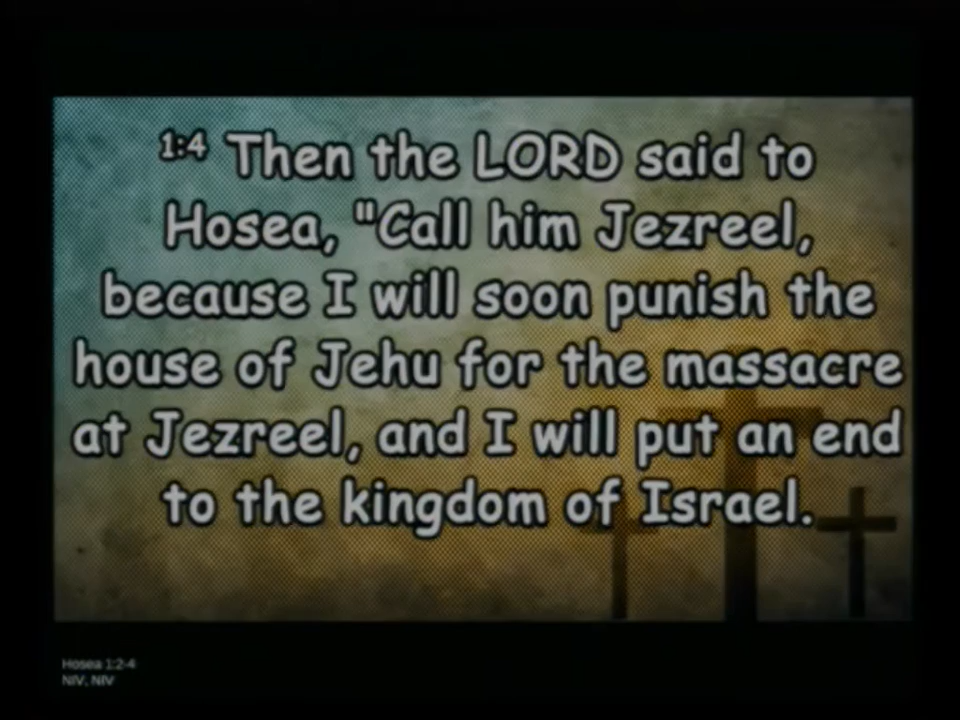 1:4 Then the LORD said to
Hosea, "Call him Jezreel,
because I will soon punish the
house of Jehu for the massacre
at Jezreel, and I will put an end
to the kingdom of Israel.
Hosea 1:2-4
NIV, NIV